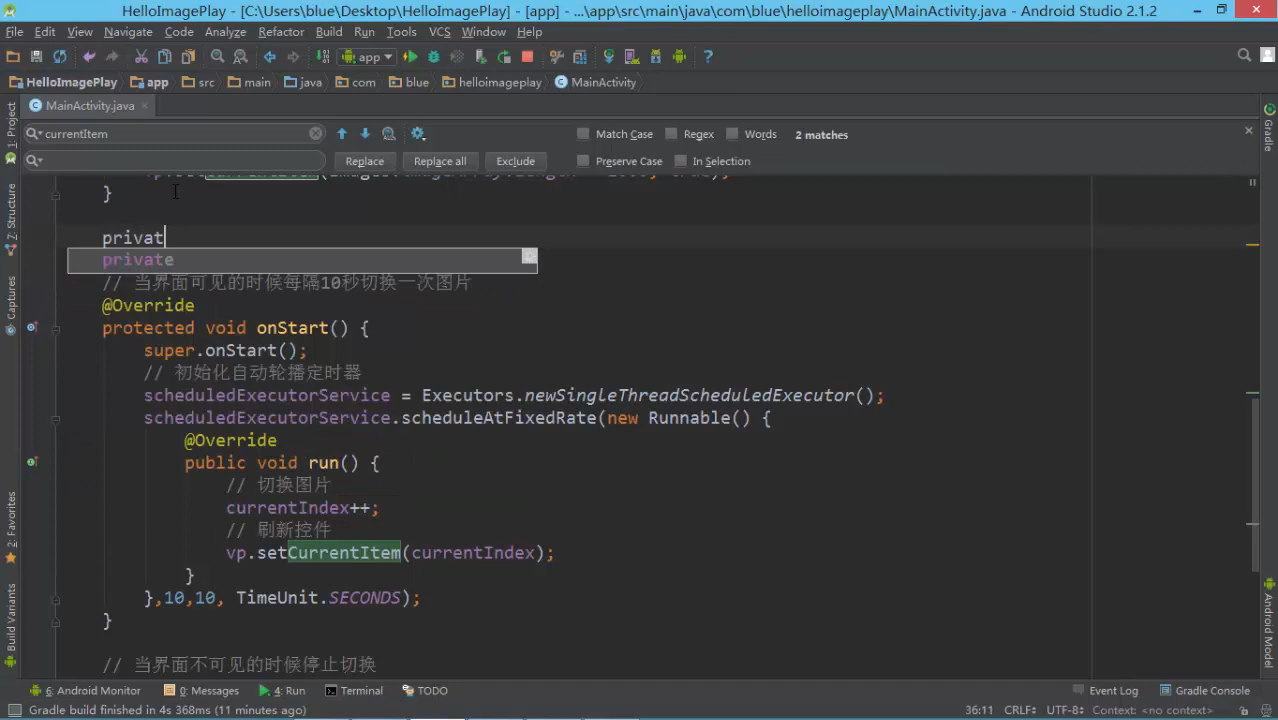 HelloImagePlay - [C:\Users\blue\Desktop\HelloImagePlay] - [app] - ...\app\src\main\java\com\blue\helloimageplay\MainActivity.java - Android Studio 2.1.2
File Edit View Navigate Code Analyze Refactor Build Run Tools VCS Window Help
app
HelloImagePlay app src main java com blue helloimageplay MainActivity
MainActivity.java
1: Project
7: Structure
Captures
2: Favorites
Build Variants
currentItem Match Case Regex Words 2 matches
Replace Replace all Exclude Preserve Case In Selection
}
privat
private
// 当界面可见的时候每隔10秒切换一次图片
@Override
protected void onStart() {
super.onStart();
// 初始化自动轮播定时器
scheduledExecutorService = Executors.newSingleThreadScheduledExecutor();
scheduledExecutorService.scheduleAtFixedRate(new Runnable() {
@Override
public void run() {
// 切换图片
currentIndex++;
// 刷新控件
vp.setCurrentItem(currentIndex);
}
},10,10, TimeUnit.SECONDS);
}
// 当界面不可见的时候停止切换
Gradle
Android Model
6: Android Monitor 0: Messages 4: Run Terminal TODO Event Log Gradle Console
Gradle build finished in 4s 368ms (11 minutes ago) 36:11 CRLF÷ UTF-8÷ Context: <no context>